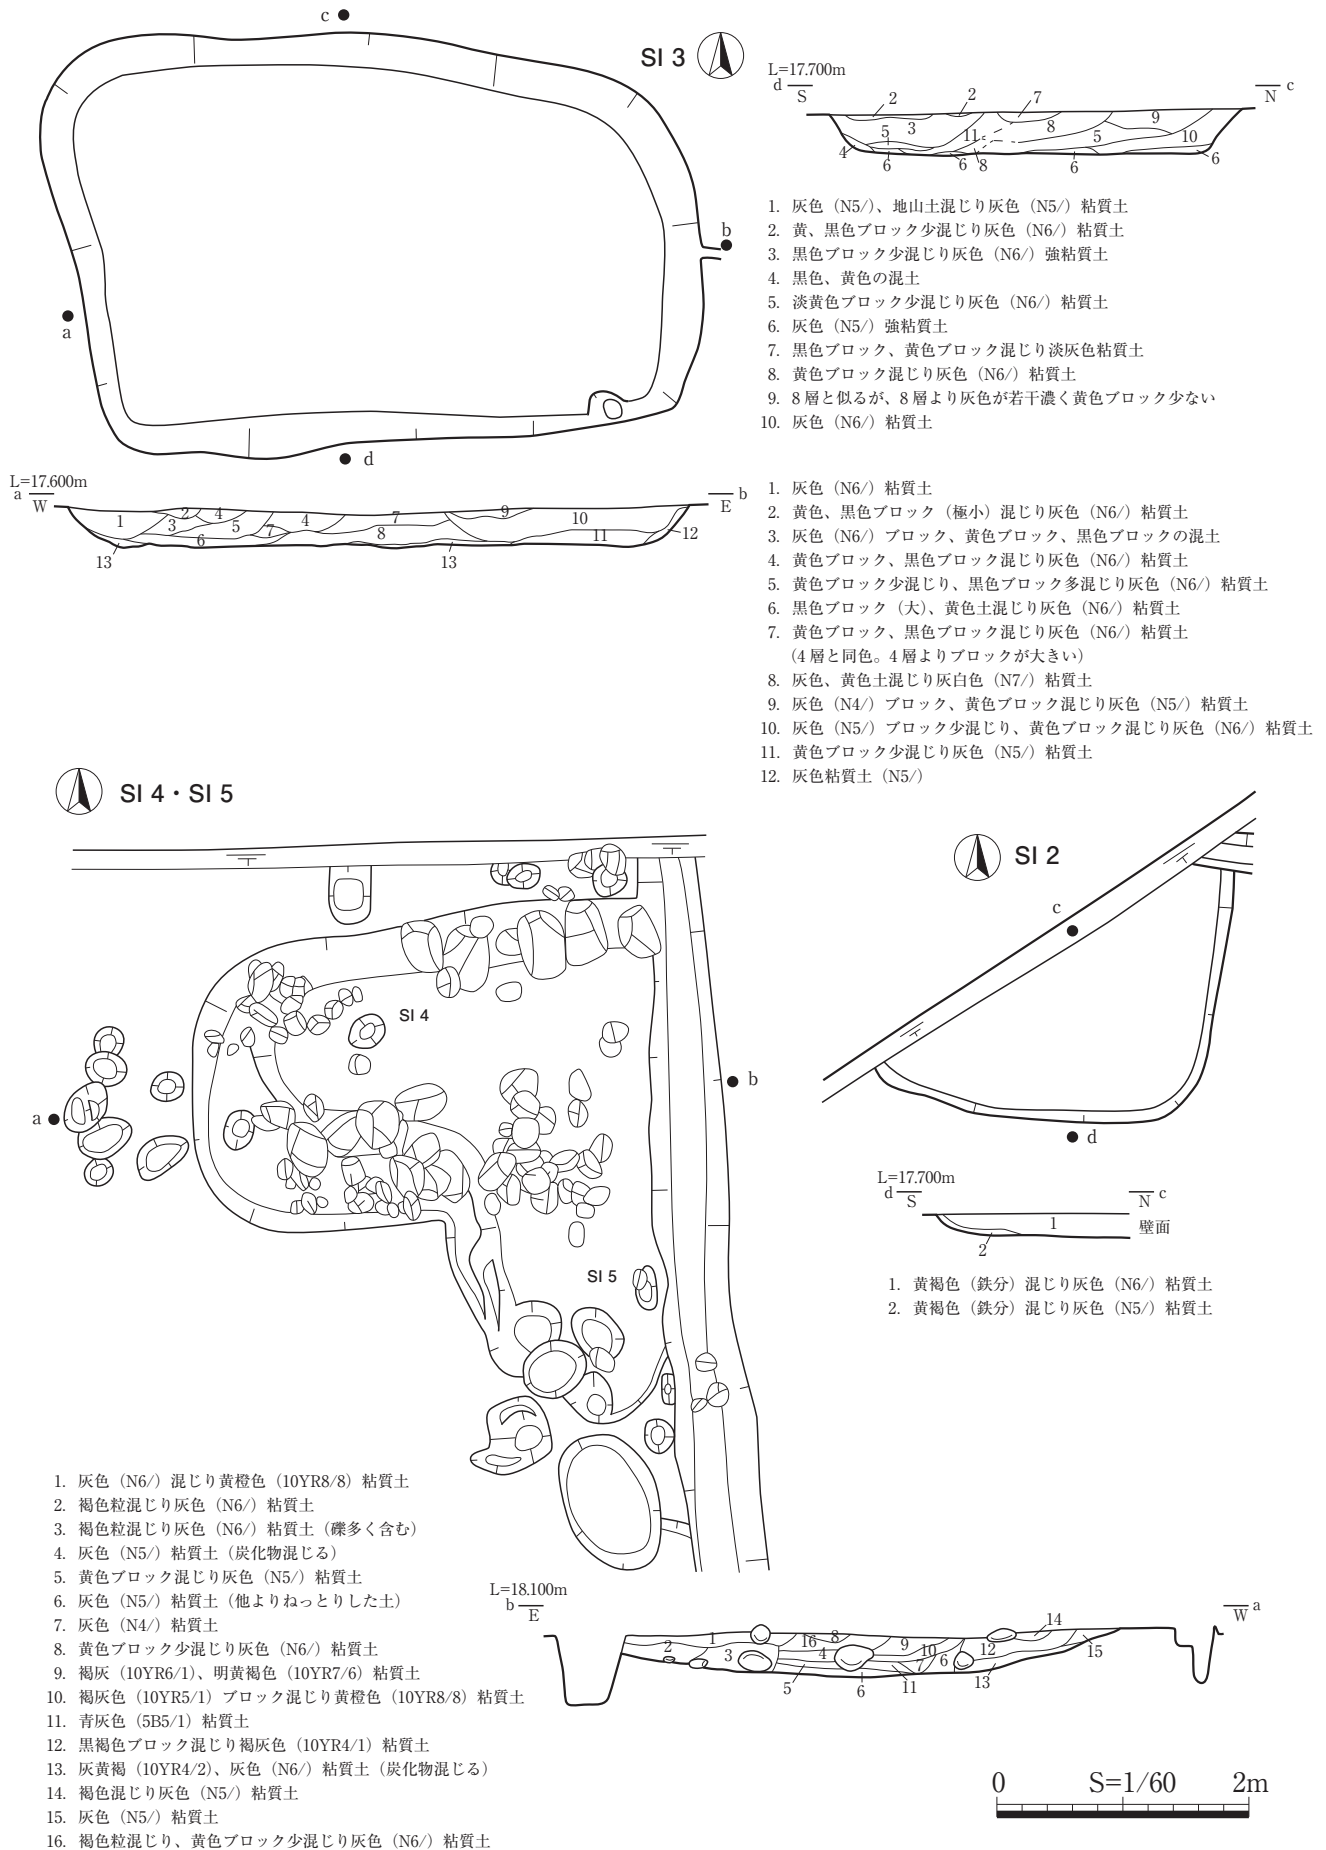 c
SI 3
b
a
d
L=17.700m
d S
N c
2 2 7
9
5 3 11 8 5 10
4 6 6 8 6 6
1. 灰色（N5/）、地山土混じり灰色（N5/）粘質土
2. 黄、黒色ブロック少混じり灰色（N6/）粘質土
3. 黒色ブロック少混じり灰色（N6/）強粘質土
4. 黒色、黄色の混土
5. 淡黄色ブロック少混じり灰色（N6/）粘質土
6. 灰色（N5/）強粘質土
7. 黒色ブロック、黄色ブロック混じり淡灰色粘質土
8. 黄色ブロック混じり灰色（N6/）粘質土
9. 8層と似るが、8層より灰色が若干濃く黄色ブロック少ない
10. 灰色（N6/）粘質土
L=17.600m
a W
b E
1 2 3 4 5 6 7 4 7 8 9 10 11 12
13 13
1. 灰色（N6/）粘質土
2. 黄色、黒色ブロック（極小）混じり灰色（N6/）粘質土
3. 灰色（N6/）ブロック、黄色ブロック、黒色ブロックの混土
4. 黄色ブロック、黒色ブロック混じり灰色（N6/）粘質土
5. 黄色ブロック少混じり、黒色ブロック多混じり灰色（N6/）粘質土
6. 黒色ブロック（大）、黄色土混じり灰色（N6/）粘質土
7. 黄色ブロック、黒色ブロック混じり灰色（N6/）粘質土
（4層と同色。4層よりブロックが大きい）
8. 灰色、黄色土混じり灰白色（N7/）粘質土
9. 灰色（N4/）ブロック、黄色ブロック混じり灰色（N5/）粘質土
10. 灰色（N5/）ブロック少混じり、黄色ブロック混じり灰色（N6/）粘質土
11. 黄色ブロック少混じり灰色（N5/）粘質土
12. 灰色粘質土（N5/）
SI 4・SI 5
SI 4
SI 5
a
b
SI 2
c
d
L=17.700m
d S
N c
1
壁面
2
1. 黄褐色（鉄分）混じり灰色（N6/）粘質土
2. 黄褐色（鉄分）混じり灰色（N5/）粘質土
1. 灰色（N6/）混じり黄橙色（10YR8/8）粘質土
2. 褐色粒混じり灰色（N6/）粘質土
3. 褐色粒混じり灰色（N6/）粘質土（礫多く含む）
4. 灰色（N5/）粘質土（炭化物混じる）
5. 黄色ブロック混じり灰色（N5/）粘質土
6. 灰色（N5/）粘質土（他よりねっとりした土）
7. 灰色（N4/）粘質土
8. 黄色ブロック少混じり灰色（N6/）粘質土
9. 褐灰（10YR6/1）、明黄褐色（10YR7/6）粘質土
10. 褐灰色（10YR5/1）ブロック混じり黄橙色（10YR8/8）粘質土
11. 青灰色（5B5/1）粘質土
12. 黒褐色ブロック混じり褐灰色（10YR4/1）粘質土
13. 灰黄褐（10YR4/2）、灰色（N6/）粘質土（炭化物混じる）
14. 褐色混じり灰色（N5/）粘質土
15. 灰色（N5/）粘質土
16. 褐色粒混じり、黄色ブロック少混じり灰色（N6/）粘質土
L=18.100m
b E
W a
1 2 3 16 8 4 9 10 7 6 12 14 15
5 6 11 13
0 S=1/60 2m